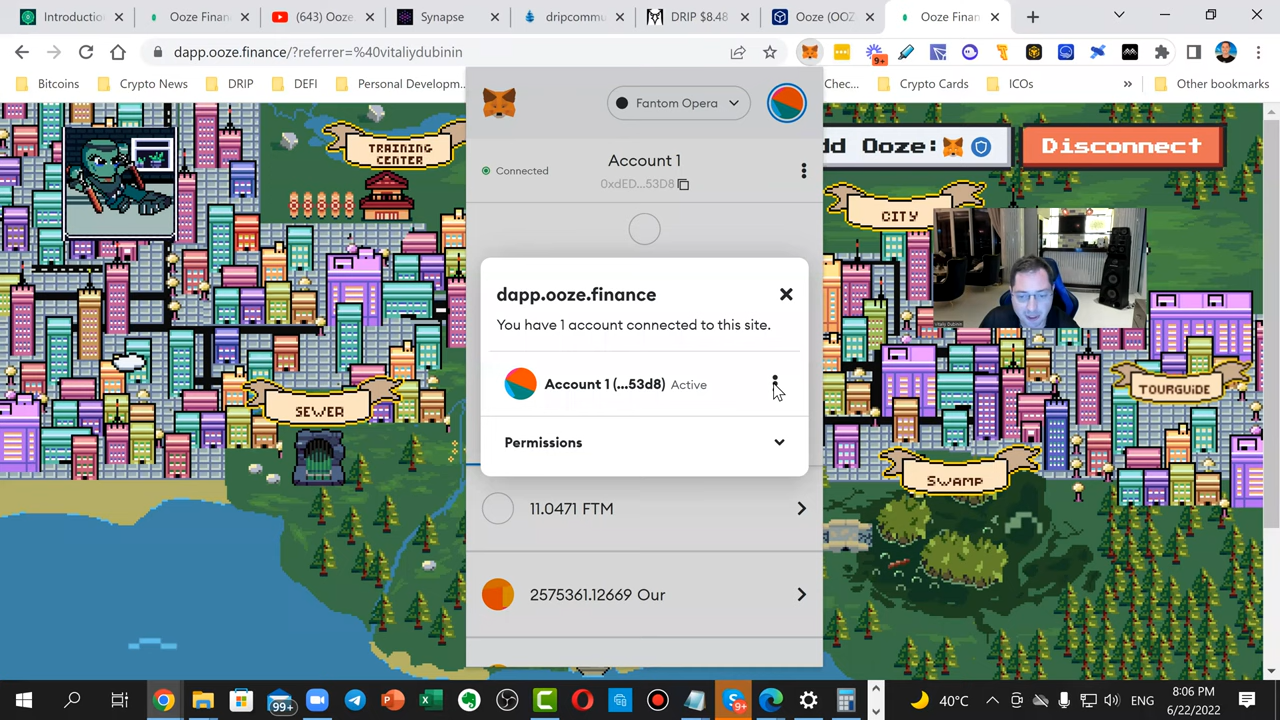 Introductio
Ooze Finan
(643) Ooze
Synapse
dripcommu
DRIP $8.48
Ooze (OOZ
Ooze Finan
dapp.ooze.finance/?referrer=%40vitaliydubinin
9+
Bitcoins
Crypto News
DRIP
DEFI
Personal Developm...
Chec...
Crypto Cards
ICOs
»
Other bookmarks
Fantom Opera
Connected
Account 1
0xdED...53D8
dd Ooze:
Disconnect
TRAINING
CENTER
CITY
dapp.ooze.finance
You have 1 account connected to this site.
Account 1 (...53d8) Active
Permissions
SEWER
TOURGUIDE
SWAMP
11.0471 FTM
2575361.12669 Our
99+
9+
40°C
ENG
8:06 PM
6/22/2022